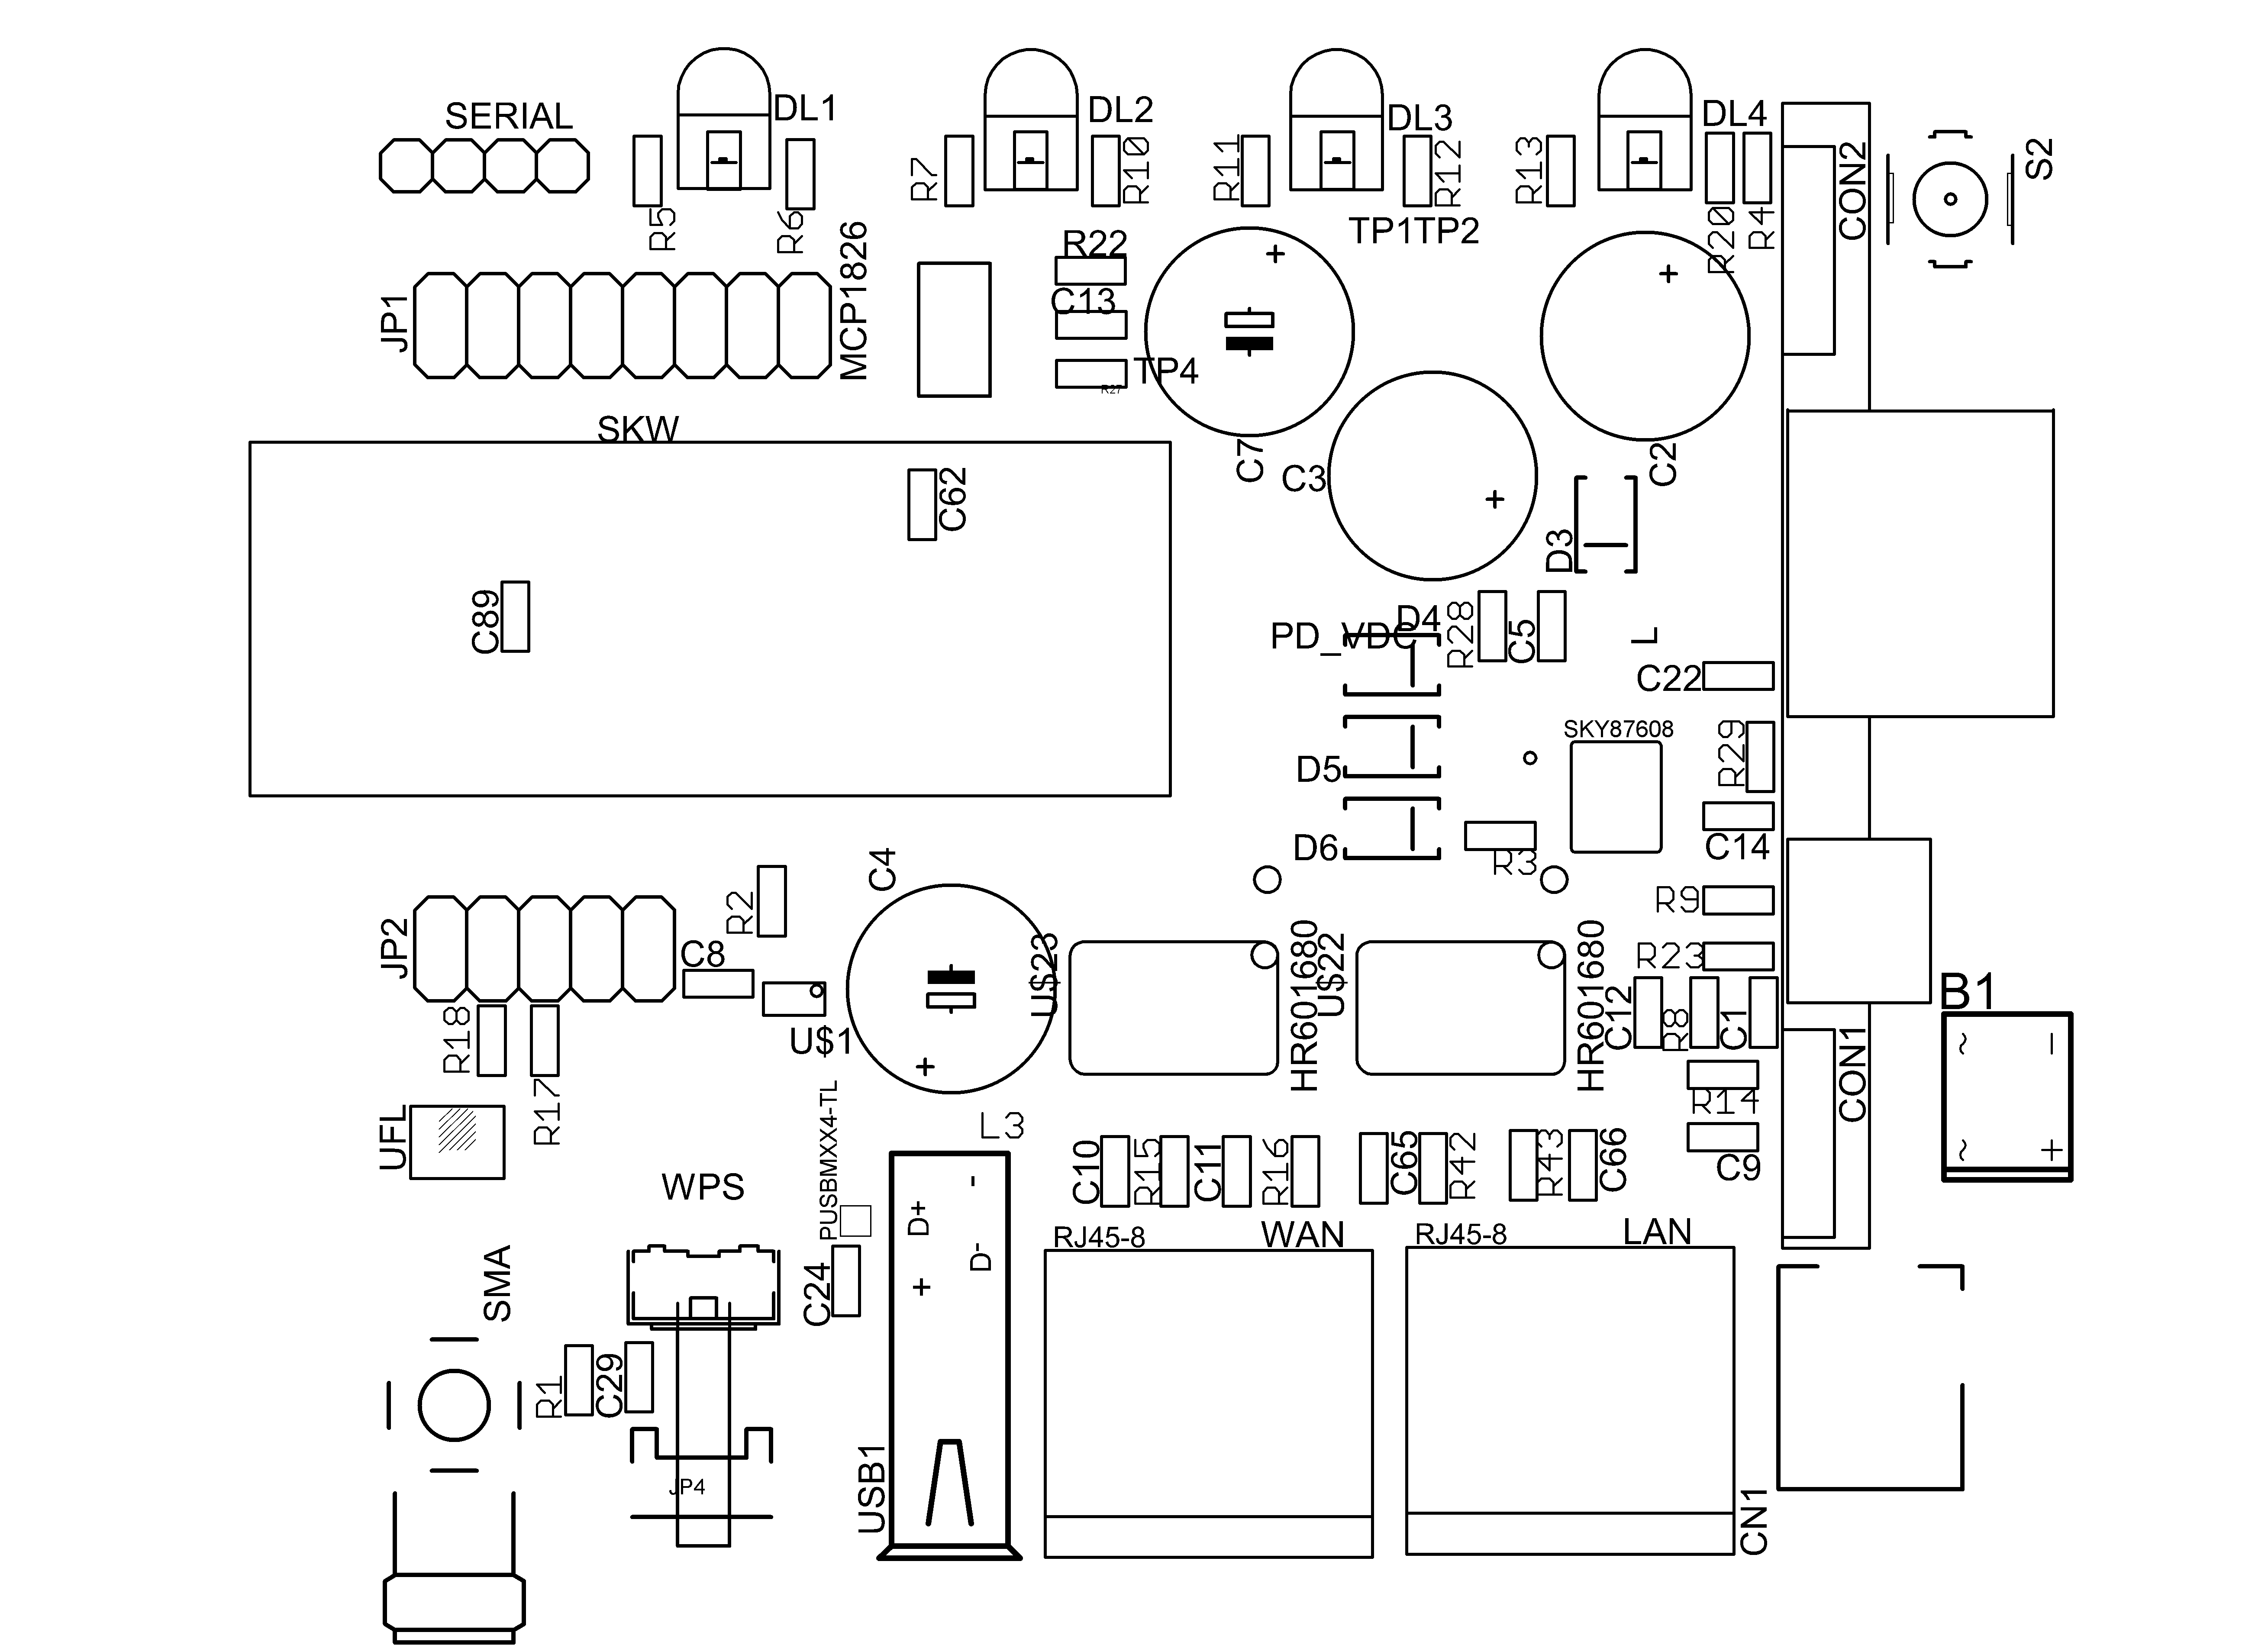 SERIAL
DL1
DL2
DL3
DL4
R5
R6
R7
R10
R11
R12
R13
R20
R4
CON2
S2
JP1
MCP1826
R22
C13
TP4
R27
TP1TP2
+
+
C7
C3
+
C2
SKW
C62
C89
D3
D4
PD_VDC
R28
C5
L
C22
SKY87608
R29
D5
D6
R3
C14
C4
R2
JP2
C8
U$1
+
U$23
HR601680
U$22
HR601680
R9
R23
C12
R8
C1
B1
CON1
~
-
~
+
R18
R17
UFL
L3
PUSBMXX4-TL
R14
C9
C10
R15
C11
R16
C65
R42
R43
C66
WPS
D+
-
D-
+
RJ45-8
WAN
RJ45-8
LAN
SMA
C24
R1
C29
JP4
USB1
CN1